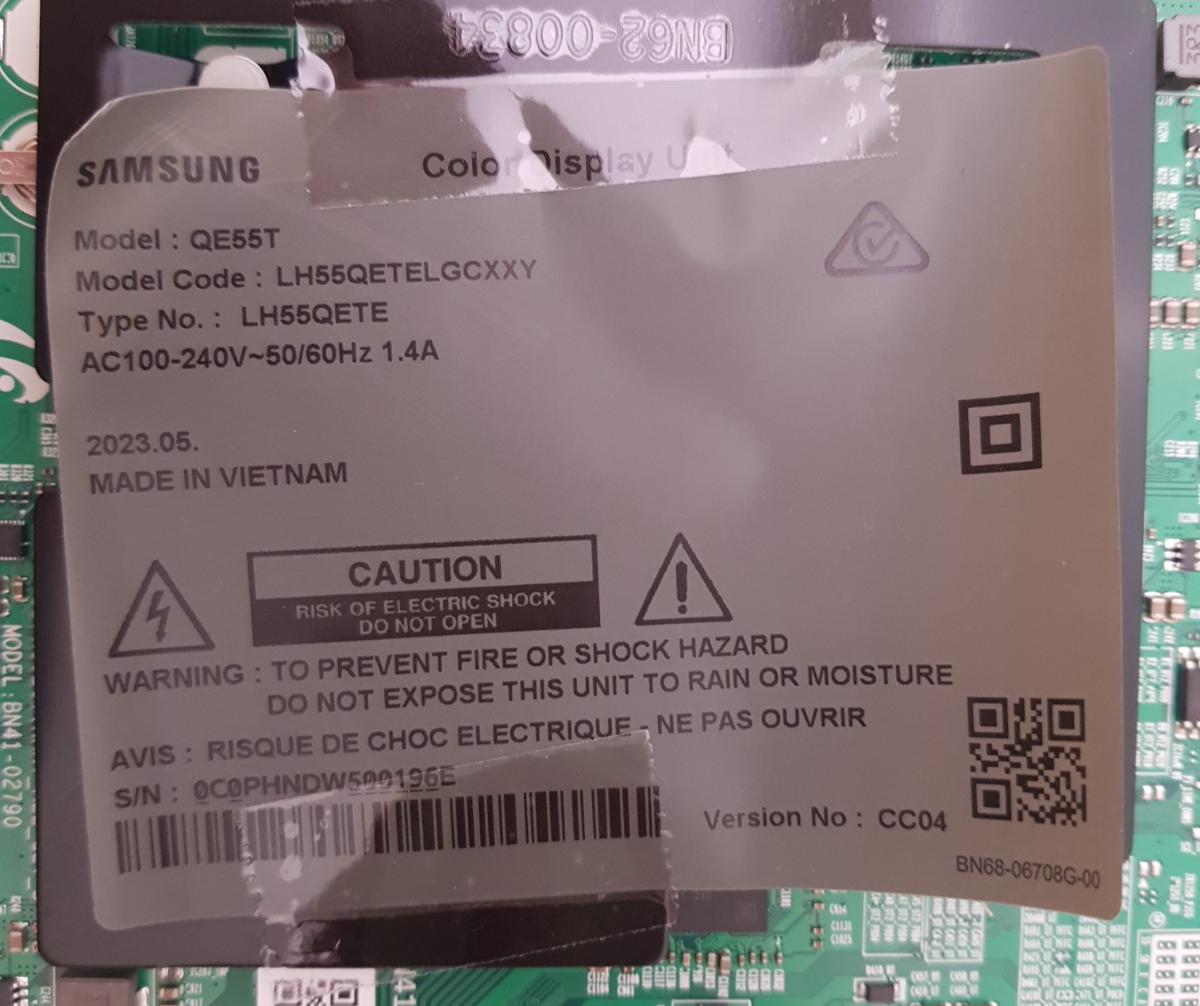 BN62-00834
SAMSUNG
Color Display Unit
Model : QE55T
Model Code : LH55QETELGCXXY
Type No. : LH55QETE
AC100-240V~50/60Hz 1.4A
2023.05.
MADE IN VIETNAM
CAUTION
RISK OF ELECTRIC SHOCK
DO NOT OPEN
WARNING : TO PREVENT FIRE OR SHOCK HAZARD
DO NOT EXPOSE THIS UNIT TO RAIN OR MOISTURE
AVIS : RISQUE DE CHOC ELECTRIQUE - NE PAS OUVRIR
S/N : 0C0PHNDW500196E
Version No : CC04
BN68-06708G-00
MODEL: BN41-02790